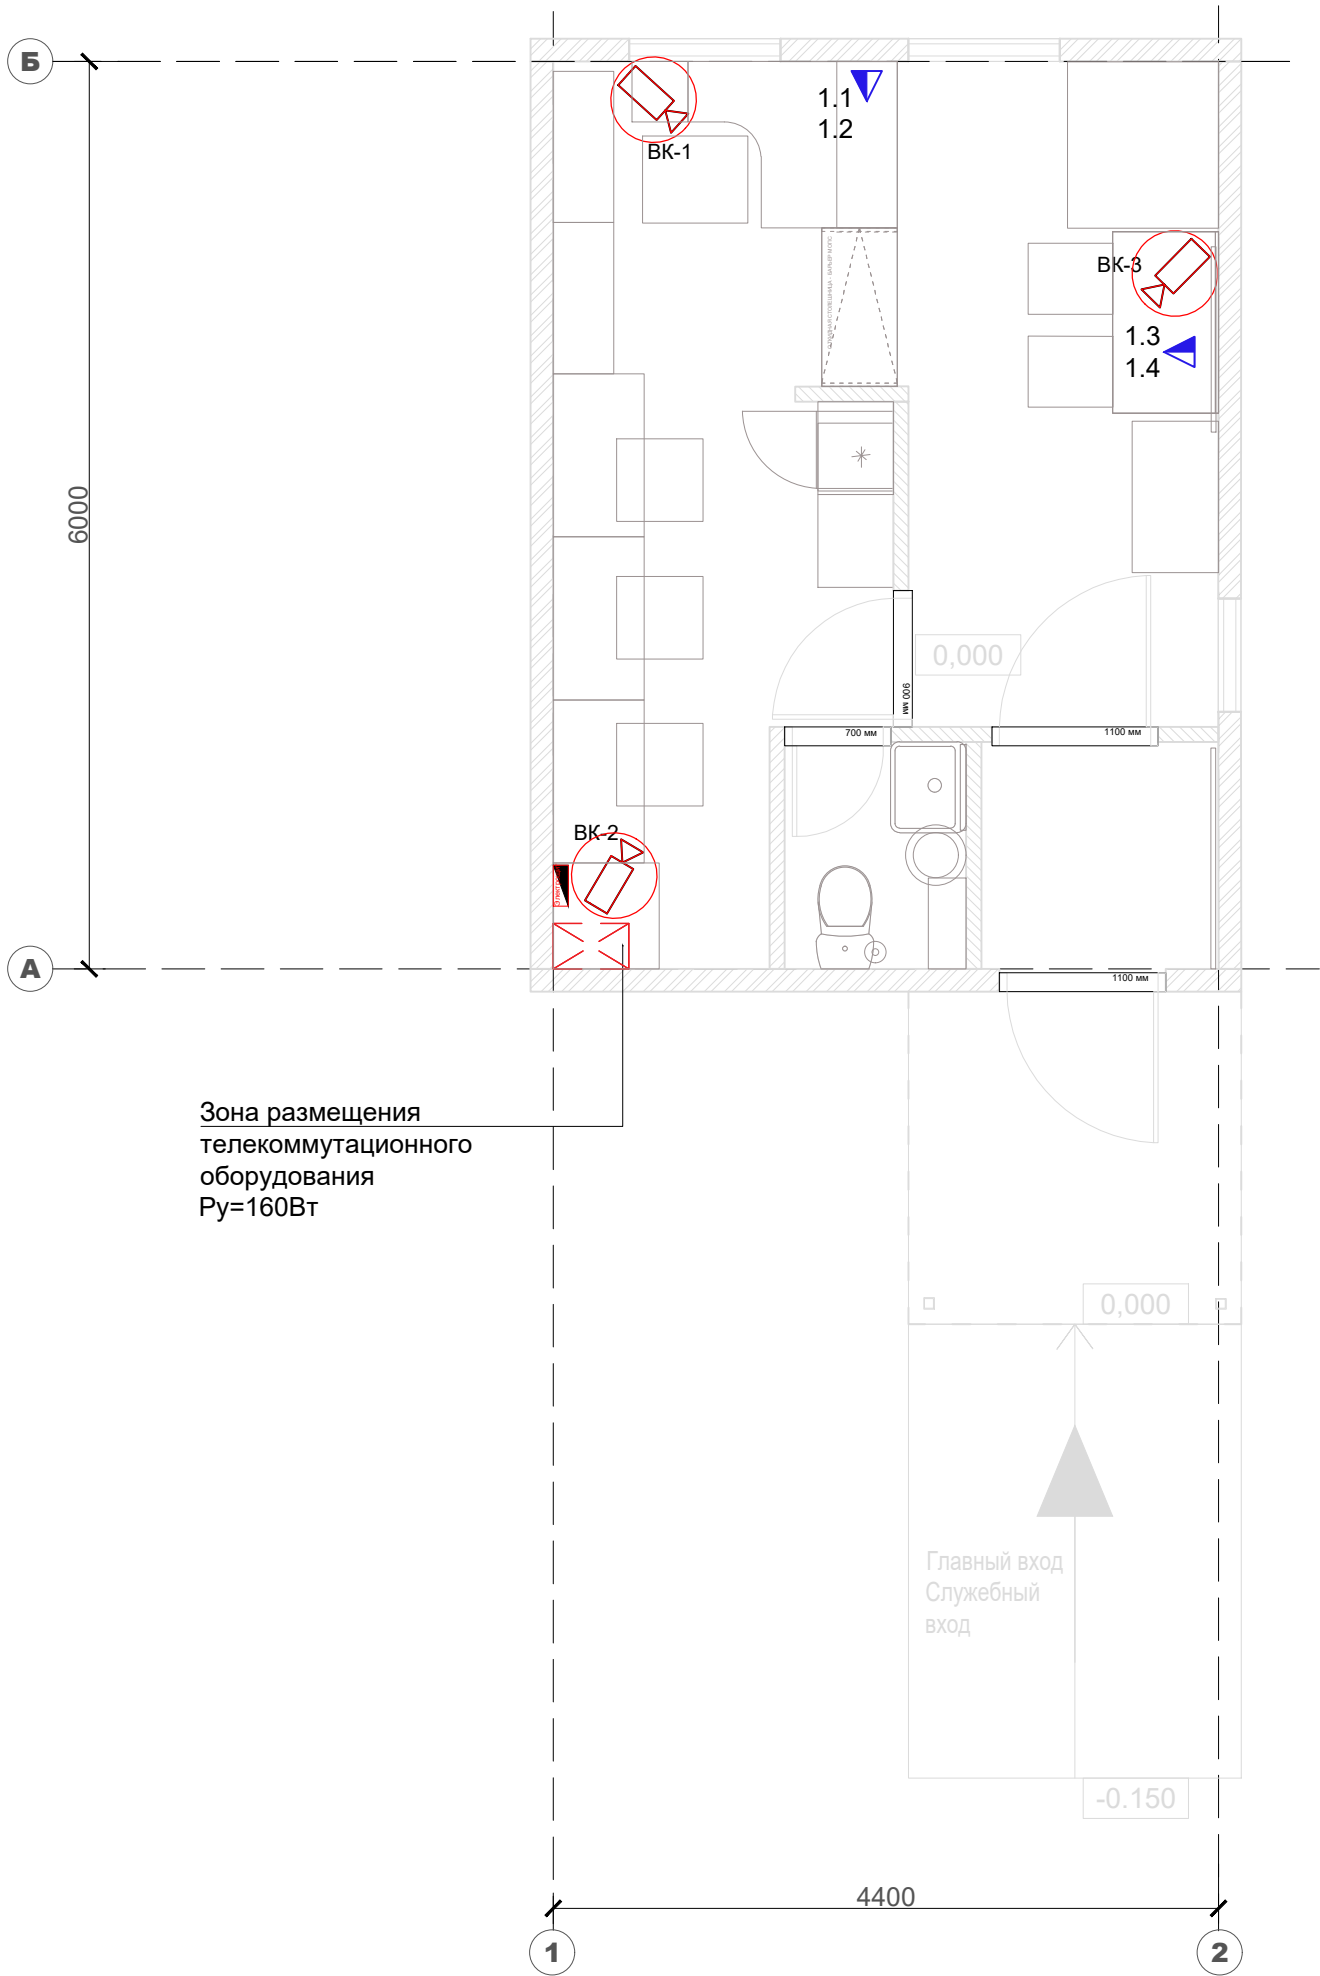 Б
1.1
1.2
ВК-1
ВК-3
1.3
1.4
6000
0,000
900 мм
700 мм
1100 мм
ВК-2
А
1100 мм
Зона размещения
телекоммутационного
оборудования
Ру=160Вт
0,000
Главный вход
Служебный
вход
-0.150
4400
1
2